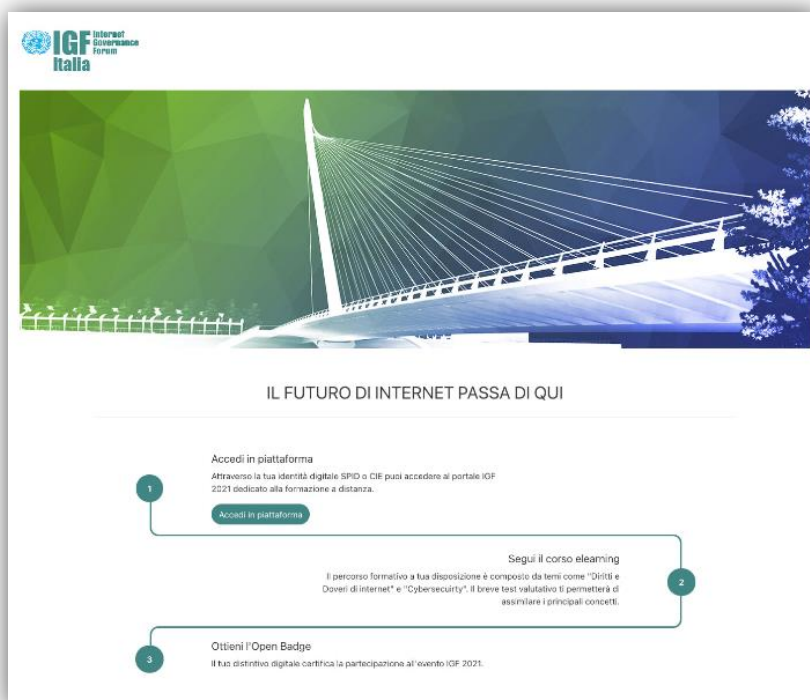 IGF
Internet
Governance
Forum
Italia
IL FUTURO DI INTERNET PASSA DI QUI
1
Accedi in piattaforma
Attraverso la tua identità digitale SPID o CIE puoi accedere al portale IGF
2021 dedicato alla formazione a distanza.
Accedi in piattaforma
Segui il corso elearning
2
Il percorso formativo a tua disposizione è composto da temi come "Diritti e
Doveri di internet" e "Cybersecuirty". Il breve test valutativo ti permetterà di
assimilare i principali concetti.
3
Ottieni l'Open Badge
Il tuo distintivo digitale certifica la partecipazione all'evento IGF 2021.